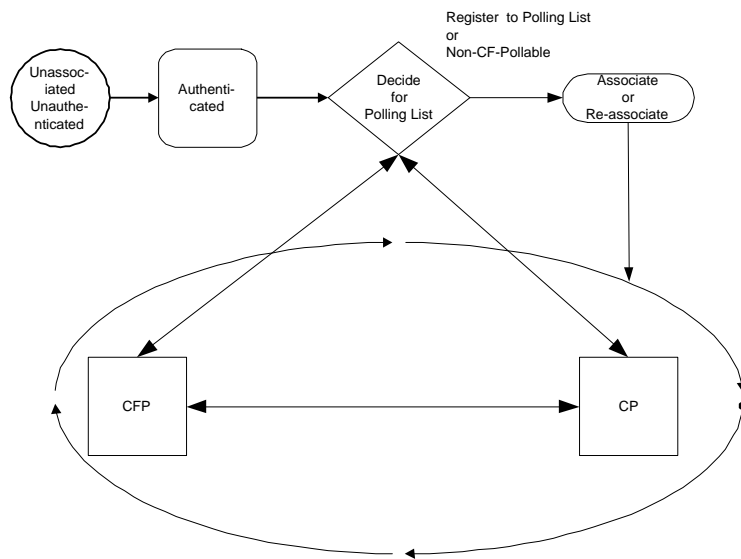 Register to Polling List
or
Non-CF-Pollable
Unassoc-
iated
Unauthe-
nticated
Authenti-
cated
Decide
for
Polling List
Associate
or
Re-associate
CFP
CP